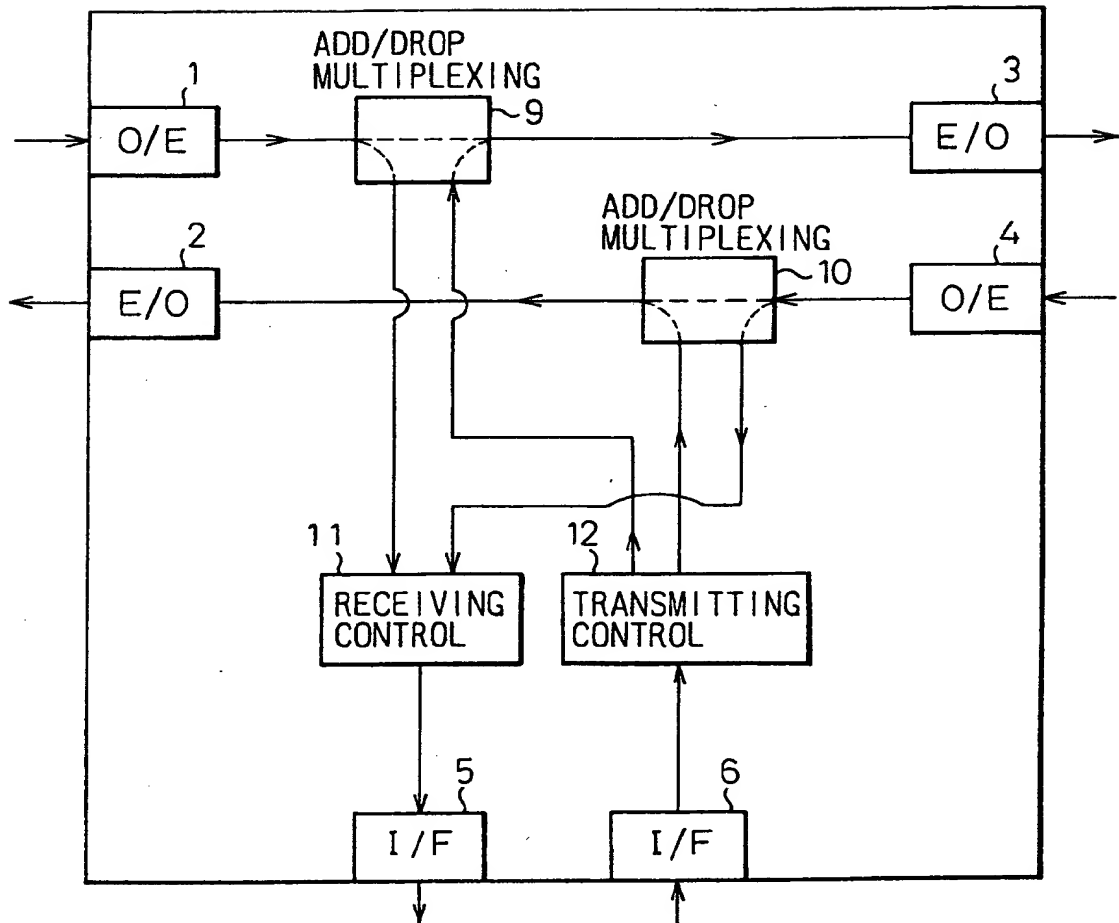 ADD/DROP
MULTIPLEXING
1
9
3
O/E
E/O
ADD/DROP
MULTIPLEXING
2
10
4
E/O
O/E
11
12
RECEIVING
CONTROL
TRANSMITTING
CONTROL
5
6
I/F
I/F